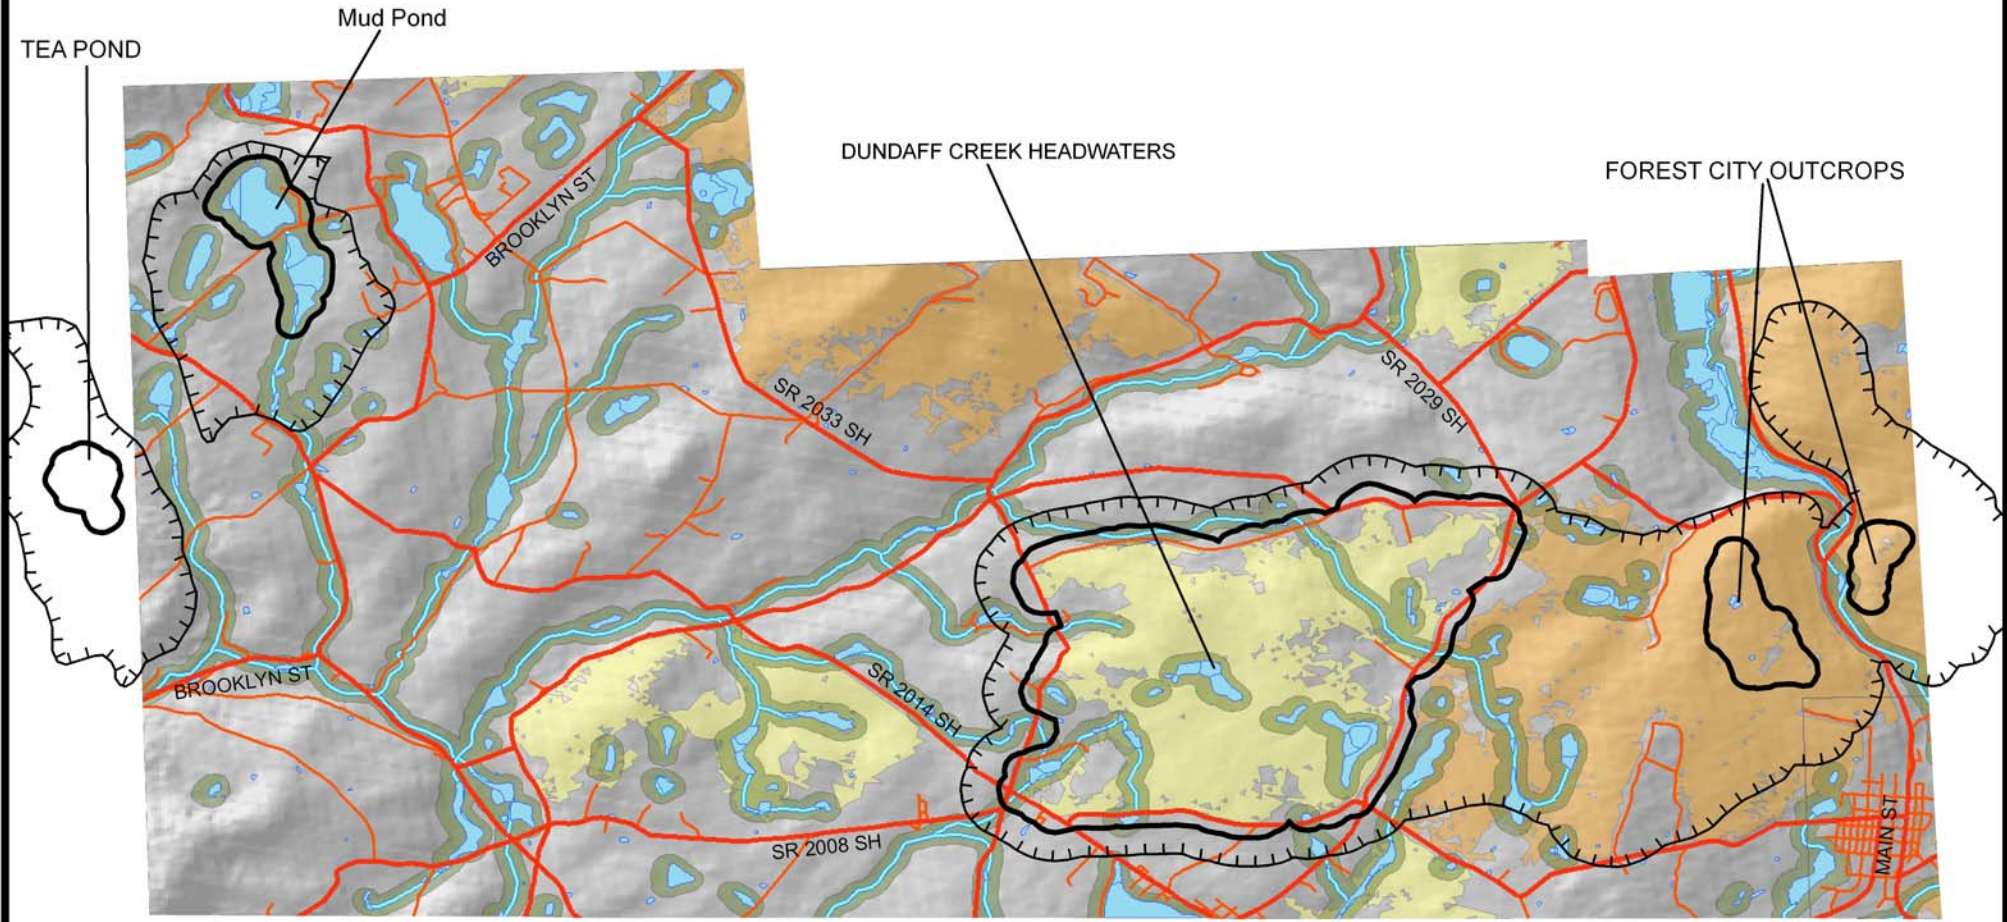 Mud Pond
TEA POND
DUNDAFF CREEK HEADWATERS
FOREST CITY OUTCROPS
BROOKLYN ST
SR 2033 SH
SR 2029 SH
BROOKLYN ST
SR 2014 SH
SR 2008 SH
MAIN ST